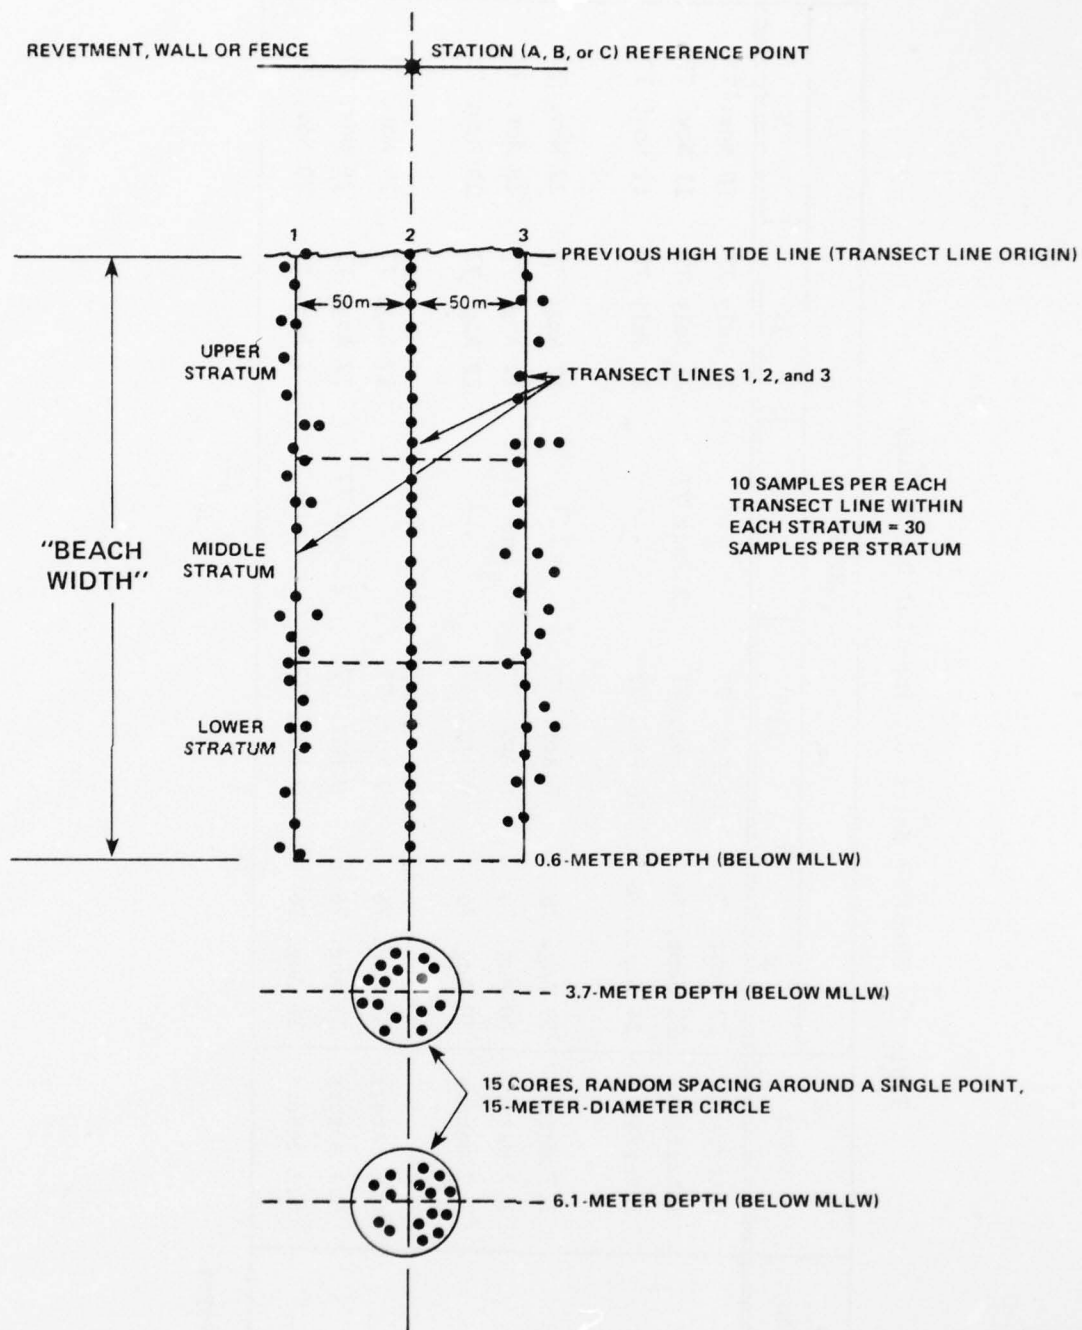 REVETMENT, WALL OR FENCE
STATION (A, B, or C) REFERENCE POINT
1 2 3
PREVIOUS HIGH TIDE LINE (TRANSECT LINE ORIGIN)
50m 50m
UPPER
STRATUM
TRANSECT LINES 1, 2, and 3
10 SAMPLES PER EACH
TRANSECT LINE WITHIN
EACH STRATUM = 30
SAMPLES PER STRATUM
"BEACH
WIDTH"
MIDDLE
STRATUM
LOWER
STRATUM
0.6-METER DEPTH (BELOW MLLW)
3.7-METER DEPTH (BELOW MLLW)
15 CORES, RANDOM SPACING AROUND A SINGLE POINT,
15-METER-DIAMETER CIRCLE
6.1-METER DEPTH (BELOW MLLW)